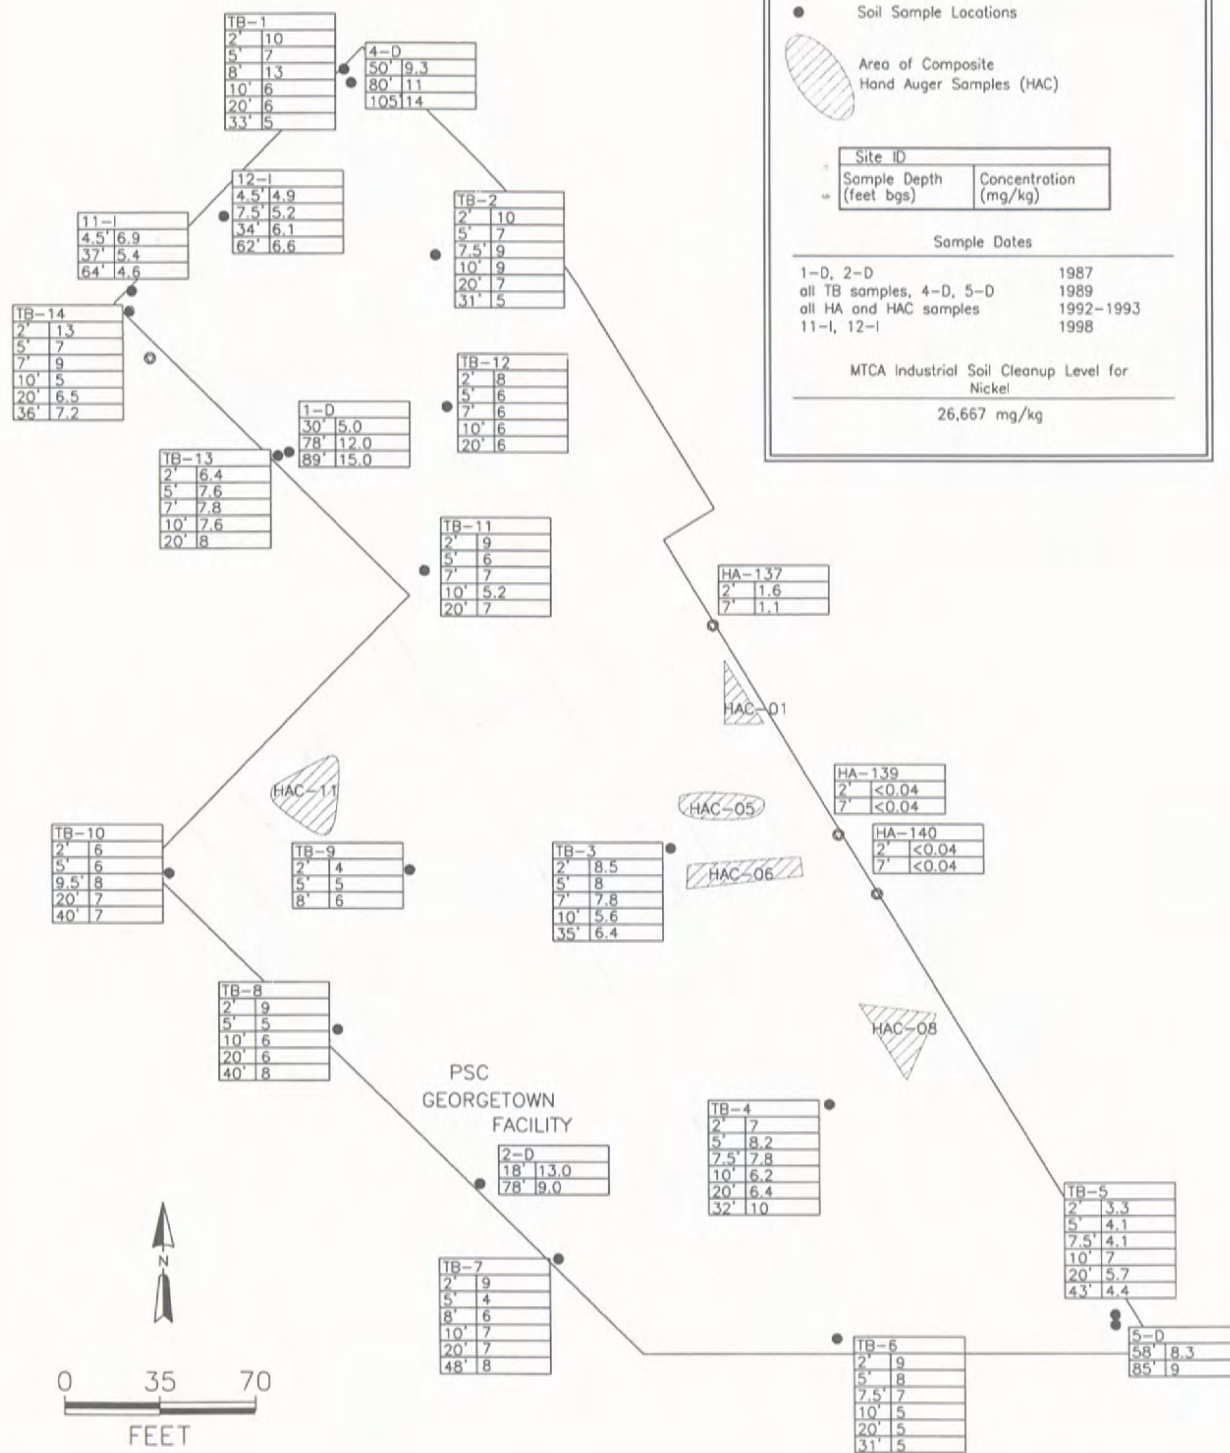 TB-1
2' 10
5' 7
8' 13
10' 6
20' 6
33' 5
4-D
50' 9.3
80' 11
105' 14
Soil Sample Locations
Area of Composite
Hand Auger Samples (HAC)
Site ID
Sample Depth (feet bgs) Concentration (mg/kg)
Sample Dates
1-D, 2-D 1987
all TB samples, 4-D, 5-D 1989
all HA and HAC samples 1992-1993
11-I, 12-I 1998
MTCA Industrial Soil Cleanup Level for
Nickel
26,667 mg/kg
12-I
4.5' 4.9
7.5' 5.2
34' 6.1
62' 6.6
11-I
4.5' 6.9
37' 5.4
64' 4.6
TB-2
2' 10
5' 7
7.5' 9
10' 9
20' 7
31' 5
TB-14
2' 13
5' 7
7' 9
10' 5
20' 6.5
36' 7.2
TB-12
2' 8
5' 6
7' 6
10' 6
20' 6
1-D
30' 5.0
78' 12.0
89' 15.0
TB-13
2' 6.4
5' 7.6
7' 7.8
10' 7.6
20' 8
TB-11
2' 9
5' 6
7' 7
10' 5.2
20' 7
HA-137
2' 1.6
7' 1.1
HAC-01
HA-139
2' <0.04
7' <0.04
HAC-11
HAC-05
HA-140
2' <0.04
7' <0.04
TB-10
2' 6
5' 6
9.5' 8
20' 7
40' 7
TB-9
2' 4
5' 5
8' 6
TB-3
2' 8.5
5' 8
7' 7.8
10' 5.6
35' 6.4
HAC-06
TB-8
2' 9
5' 5
10' 6
20' 6
40' 8
HAC-08
PSC
GEORGETOWN
FACILITY
TB-4
2' 7
5' 8.2
7.5' 7.8
10' 6.2
20' 6.4
32' 10
2-D
18' 13.0
78' 9.0
TB-5
2' 3.3
5' 4.1
7.5' 4.1
10' 7
20' 5.7
43' 4.4
N
TB-7
2' 9
5' 4
8' 6
10' 7
20' 7
48' 8
5-D
58' 8.3
85' 9
TB-6
2' 9
5' 8
7.5' 7
10' 5
20' 5
31' 5
0 35 70
FEET